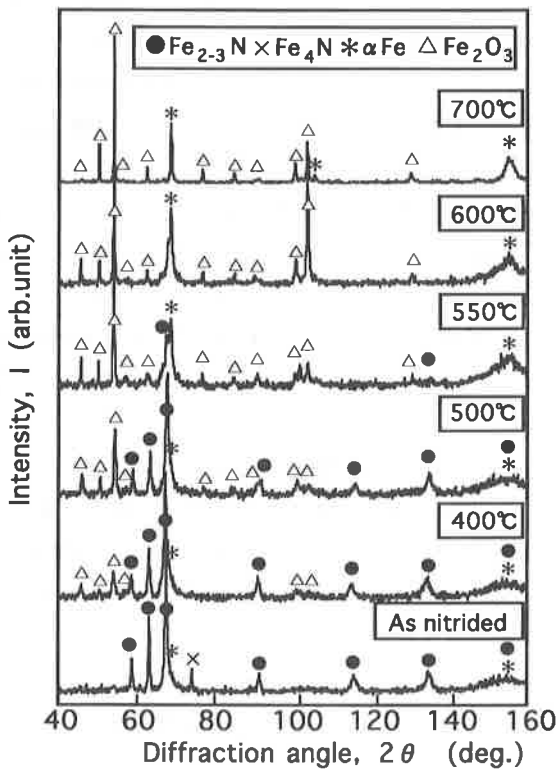 ● Fe2-3 N × Fe4N * αFe △ Fe2O3
700℃
600℃
550℃
500℃
400℃
As nitrided
Intensity, I (arb.unit)
40 60 80 100 120 140 160
Diffraction angle, 2θ (deg.)